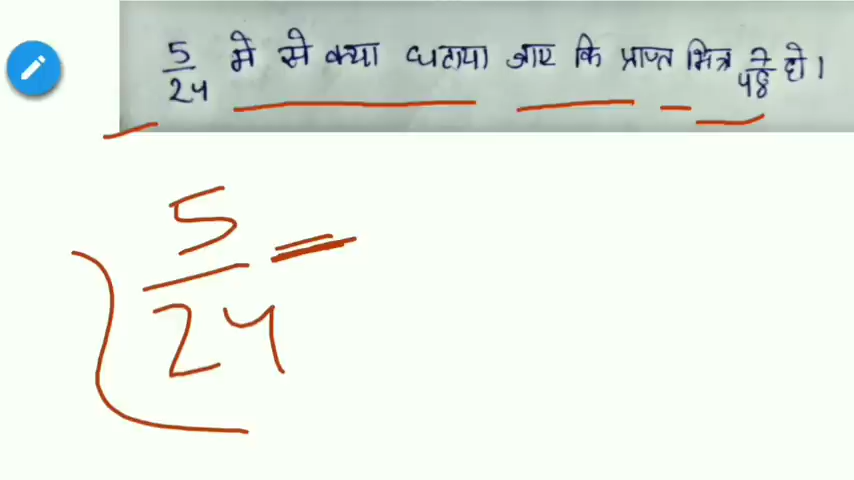 5/24 में से क्या घटाया जाए कि प्राप्त भिन्न 7/48 हो।
5/24 =